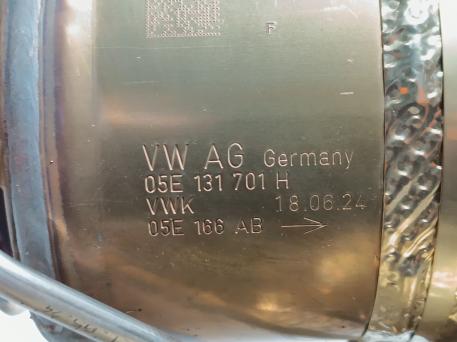 F
VW AG Germany
05E 131 701 H
VWK 18.06.24
05E 166 AB →